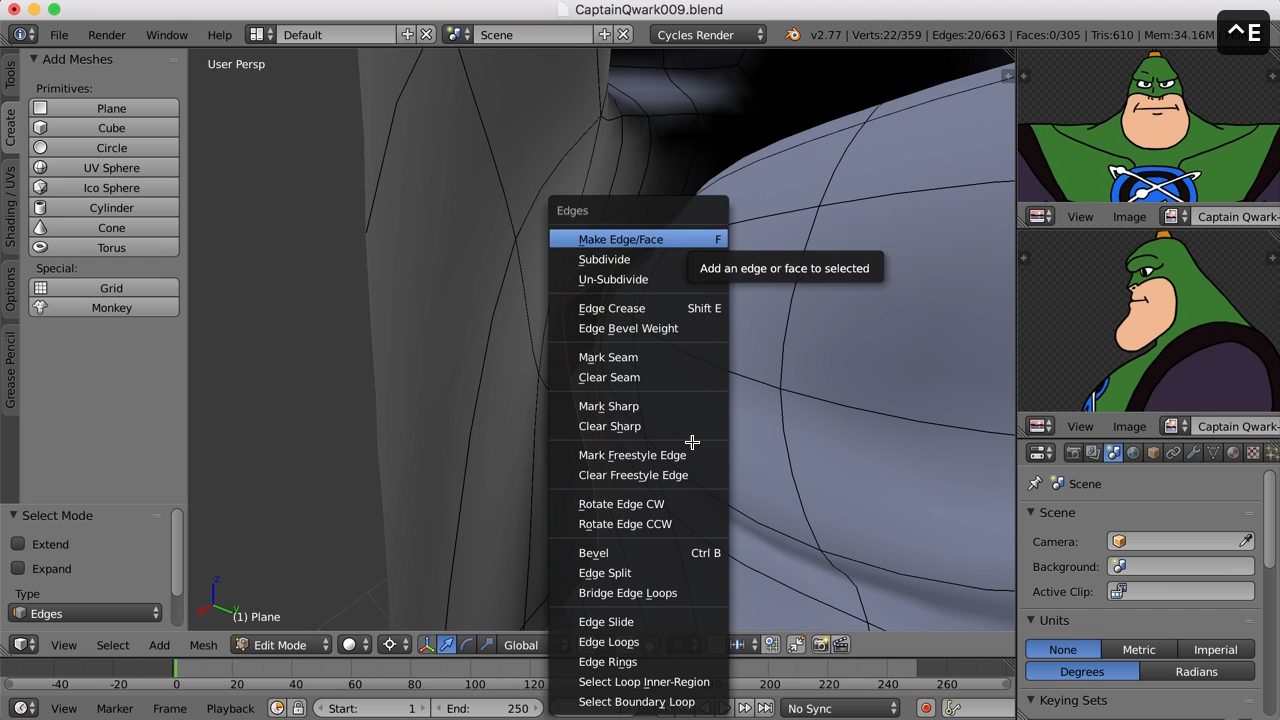 CaptainQwark009.blend
^E
File Render Window Help Default Scene Cycles Render v2.77 | Verts:22/359 | Edges:20/663 | Faces:0/305 | Tris:610 | Mem:34.16M
Tools
Create
Shading / UVs
Options
Grease Pencil
Add Meshes
Primitives:
Plane
Cube
Circle
UV Sphere
Ico Sphere
Cylinder
Cone
Torus
Special:
Grid
Monkey
Select Mode
Extend
Expand
Type
Edges
User Persp
z
y
(1) Plane
Edges
Make Edge/Face F
Subdivide
Un-Subdivide
Edge Crease Shift E
Edge Bevel Weight
Mark Seam
Clear Seam
Mark Sharp
Clear Sharp
Mark Freestyle Edge
Clear Freestyle Edge
Rotate Edge CW
Rotate Edge CCW
Bevel Ctrl B
Edge Split
Bridge Edge Loops
Edge Slide
Edge Loops
Edge Rings
Select Loop Inner-Region
Select Boundary Loop
Add an edge or face to selected
View Image Captain Qwark-
View Image Captain Qwark-
Scene
Scene
Camera:
Background:
Active Clip:
Units
None Metric Imperial
Degrees Radians
Keying Sets
View Select Add Mesh Edit Mode Global
-40 -20 0 20 40 60 80 100 120 200 220 240 260
View Marker Frame Playback Start: 1 End: 250 No Sync